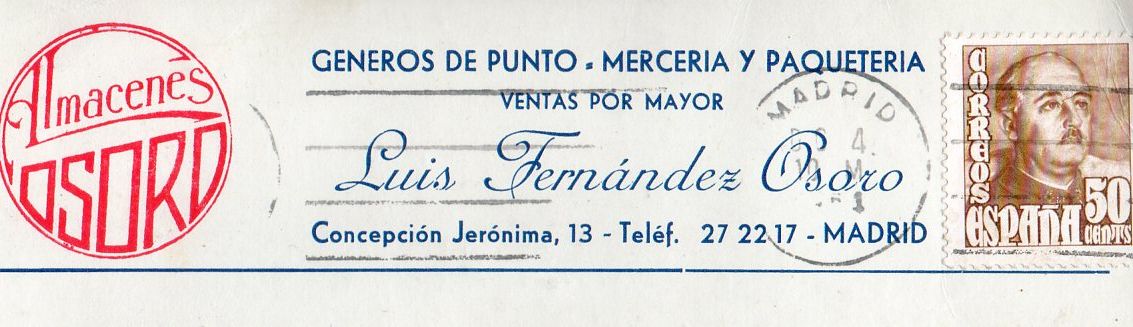 Almacenes
OSORO
GENEROS DE PUNTO - MERCERIA Y PAQUETERIA
VENTAS POR MAYOR
Luis Fernández Osoro
Concepción Jerónima, 13 - Teléf. 27 22 17 - MADRID
MADRID
4.
CORREOS
ESPAÑA 50
CENTS